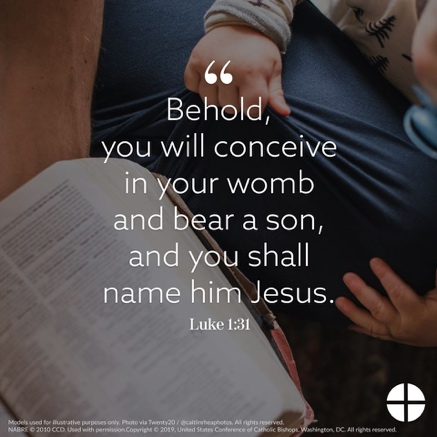 “
Behold,
you will conceive
in your womb
and bear a son,
and you shall
name him Jesus.
Luke 1:31
Models used for illustrative purposes only. Photo via Twenty20 / @caitlinrheaphotos. All rights reserved.
NABRE © 2010 CCD. Used with permission.Copyright © 2019, United States Conference of Catholic Bishops, Washington, DC. All rights reserved.